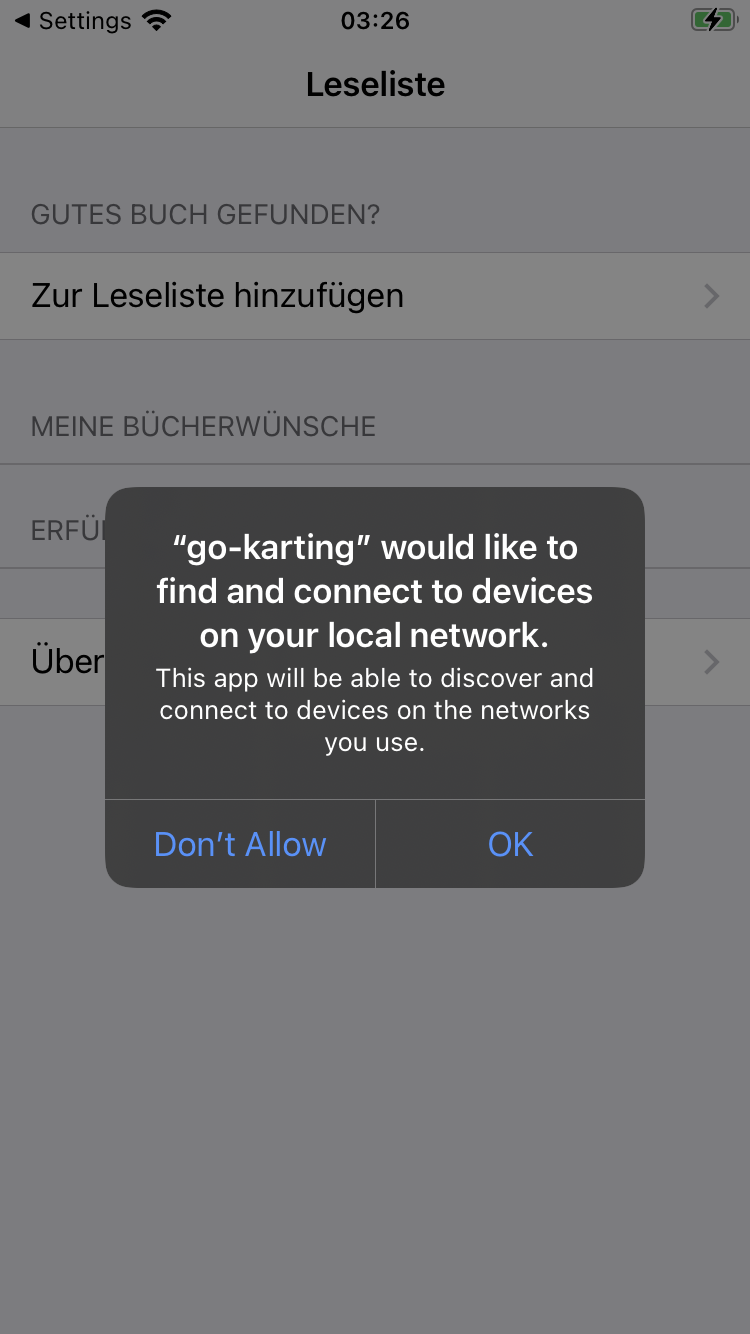 Settings
03:26
Leseliste
GUTES BUCH GEFUNDEN?
Zur Leseliste hinzufügen
MEINE BÜCHERWÜNSCHE
“go-karting” would like to
find and connect to devices
on your local network.
This app will be able to discover and
connect to devices on the networks
you use.
Über
Don’t Allow
OK